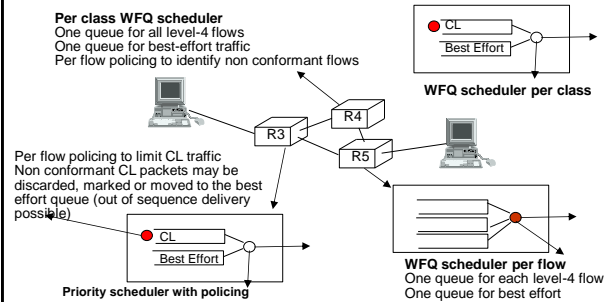 Per class WFQ scheduler
One queue for all level-4 flows
One queue for best-effort traffic
Per flow policing to identify non conformant flows
CL
Best Effort
WFQ scheduler per class
R4
R3
R5
Per flow policing to limit CL traffic
Non conformant CL packets may be
discarded, marked or moved to the best
effort queue (out of sequence delivery
possible)
CL
Best Effort
Priority scheduler with policing
WFQ scheduler per flow
One queue for each level-4 flow
One queue for best effort